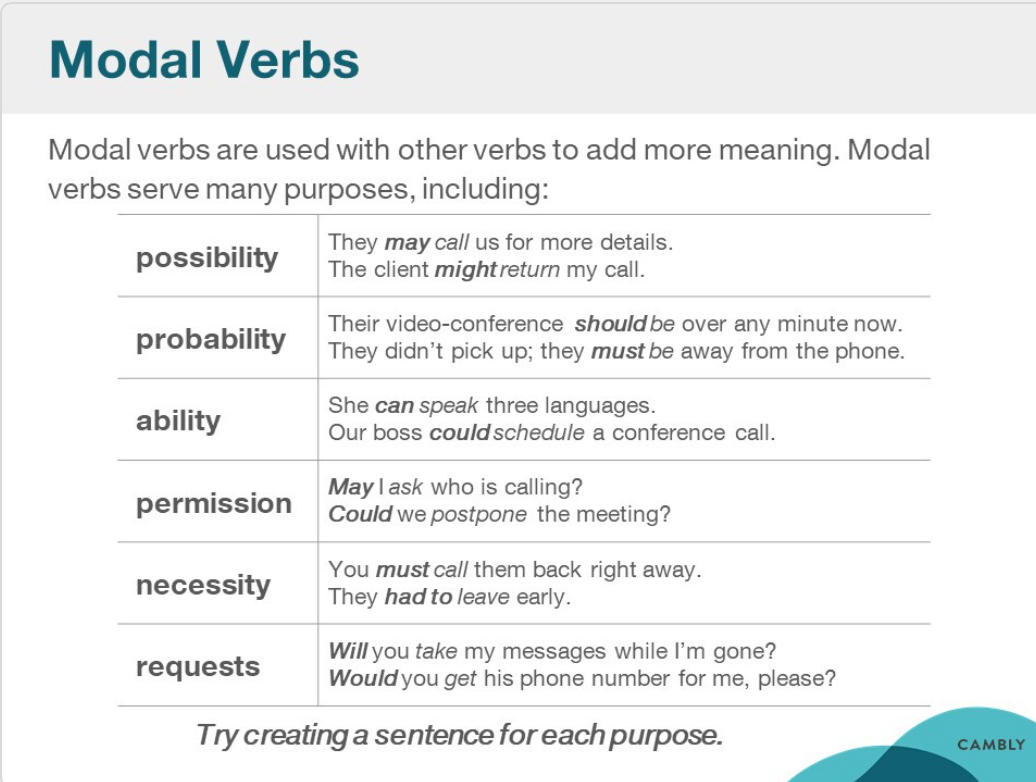 Modal Verbs
Modal verbs are used with other verbs to add more meaning. Modal
verbs serve many purposes, including:
possibility
They may call us for more details.
The client might return my call.
probability
Their video-conference should be over any minute now.
They didn’t pick up; they must be away from the phone.
ability
She can speak three languages.
Our boss could schedule a conference call.
permission
May I ask who is calling?
Could we postpone the meeting?
necessity
You must call them back right away.
They had to leave early.
requests
Will you take my messages while I’m gone?
Would you get his phone number for me, please?
Try creating a sentence for each purpose.
CAMBLY